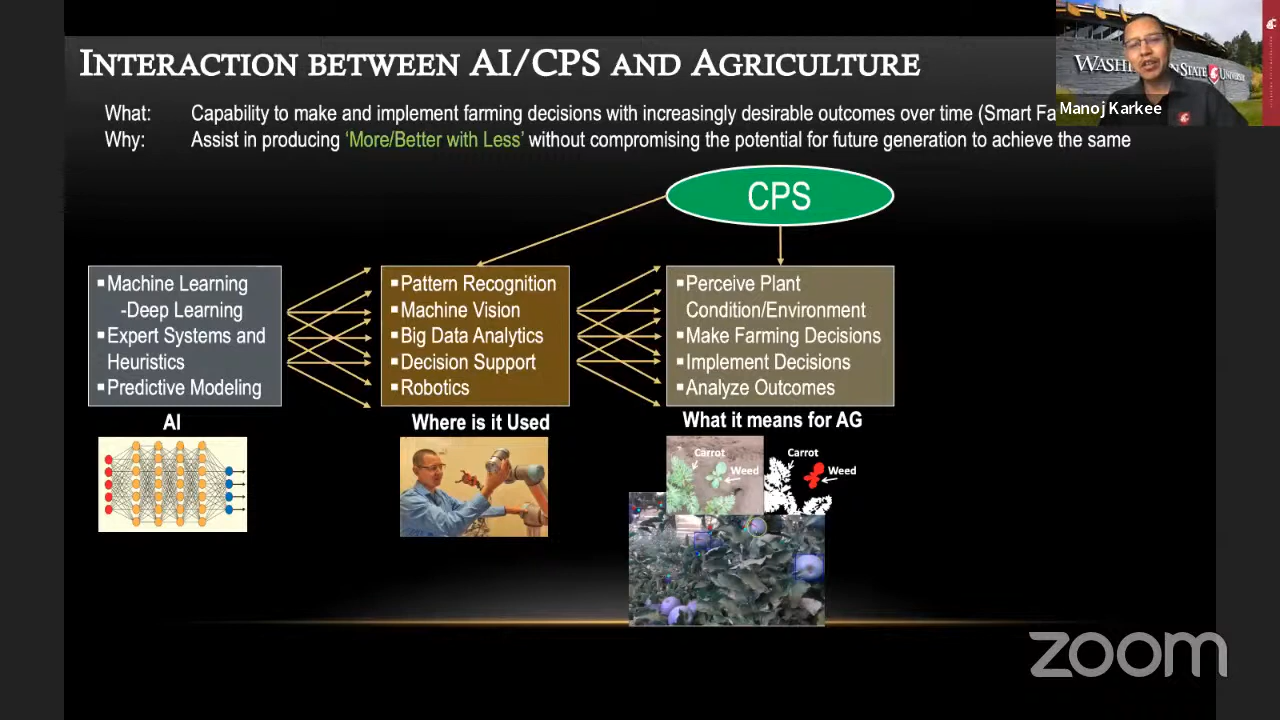 INTERACTION BETWEEN AI/CPS AND AGRICULTURE
WASHINGTON STATE
Manoj Karkee
What: Capability to make and implement farming decisions with increasingly desirable outcomes over time (Smart
Why: Assist in producing 'More/Better with Less' without compromising the potential for future generation to achieve the same
CPS
▪Machine Learning
-Deep Learning
▪Expert Systems and
Heuristics
▪Predictive Modeling
AI
▪Pattern Recognition
▪Machine Vision
▪Big Data Analytics
▪Decision Support
▪Robotics
Where is it Used
▪Perceive Plant
Condition/Environment
▪Make Farming Decisions
▪Implement Decisions
▪Analyze Outcomes
What it means for AG
Carrot
Weed
Carrot
Weed
zoom